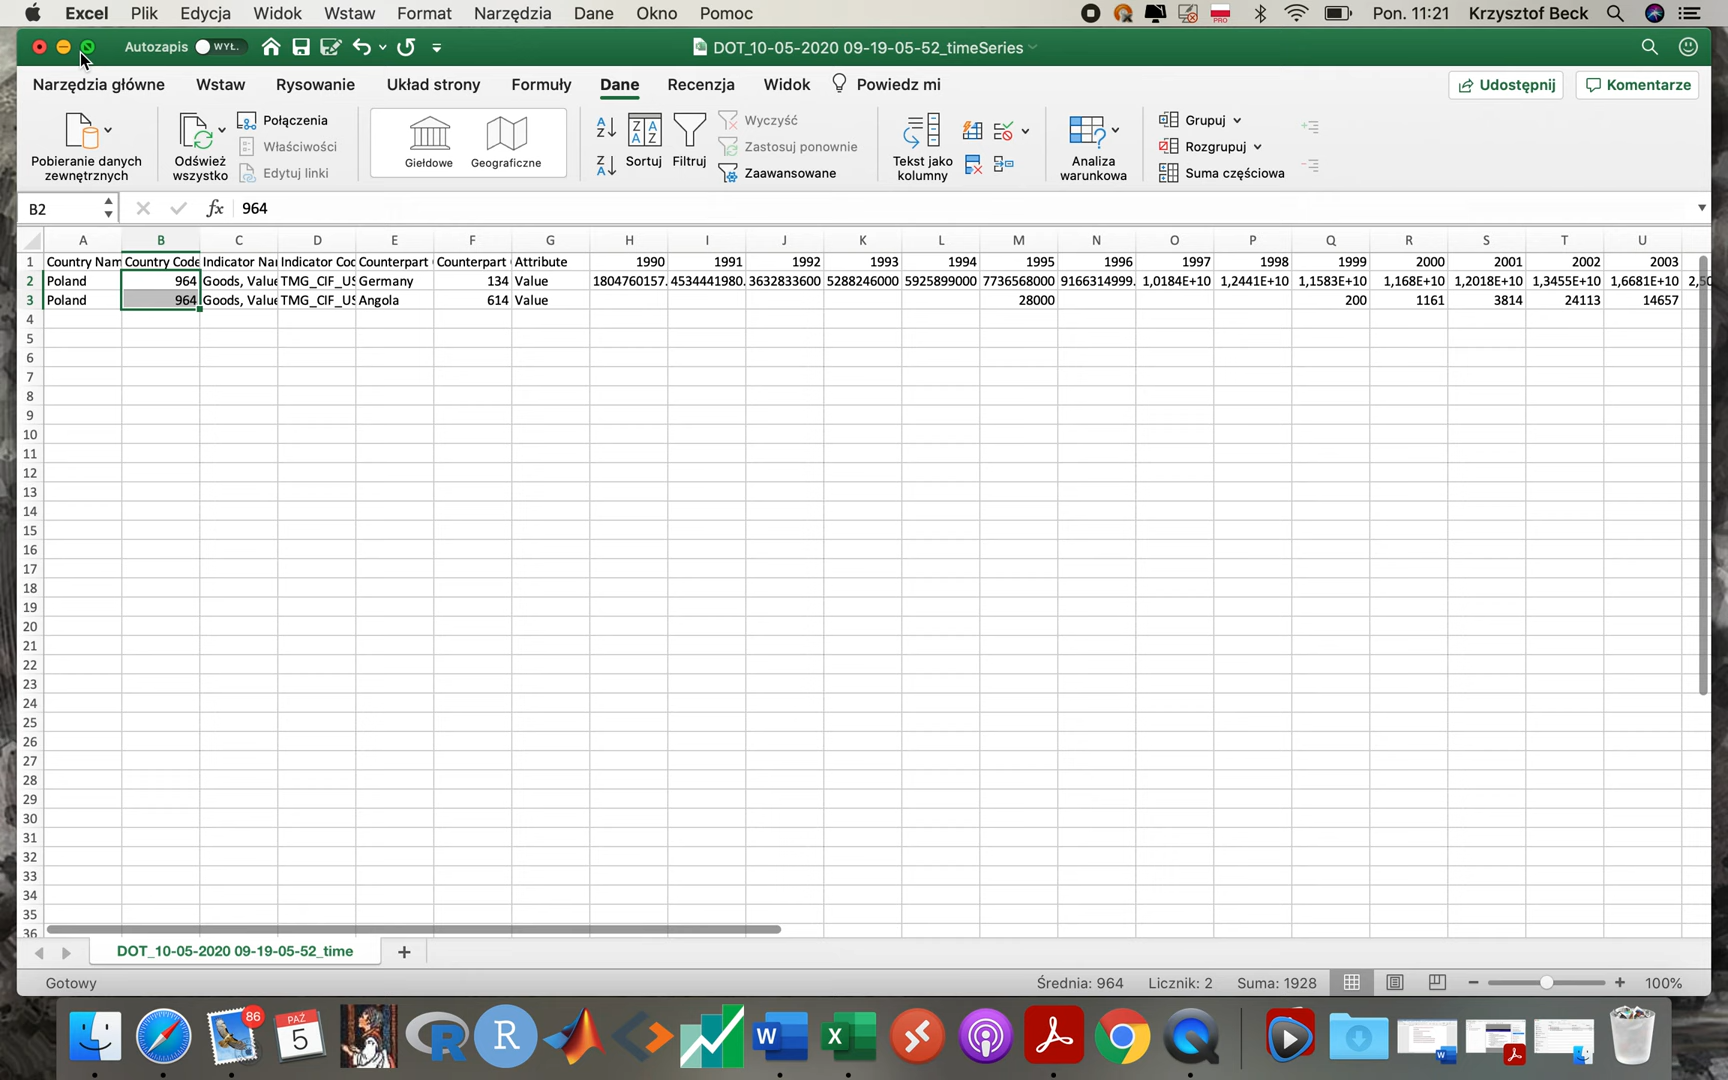 Excel Plik Edycja Widok Wstaw Format Narzędzia Dane Okno Pomoc PRO Pon. 11:21 Krzysztof Beck
Autozapis WYŁ. DOT_10-05-2020 09-19-05-52_timeSeries
Narzędzia główne Wstaw Rysowanie Układ strony Formuły Dane Recenzja Widok Powiedz mi Udostępnij Komentarze
Pobieranie danych zewnętrznych
Odśwież wszystko
Połączenia
Właściwości
Edytuj linki
Giełdowe Geograficzne
Sortuj Filtruj
Wyczyść
Zastosuj ponownie
Zaawansowane
Tekst jako kolumny
Analiza warunkowa
Grupuj
Rozgrupuj
Suma częściowa
B2 fx 964
A B C D E F G H I J K L M N O P Q R S T U
1 Country Nam Country Code Indicator Nar Indicator Coc Counterpart Counterpart Attribute 1990 1991 1992 1993 1994 1995 1996 1997 1998 1999 2000 2001 2002 2003
2 Poland 964 Goods, Value TMG_CIF_US Germany 134 Value 1804760157. 4534441980. 3632833600 5288246000 5925899000 7736568000 9166314999. 1,0184E+10 1,2441E+10 1,1583E+10 1,168E+10 1,2018E+10 1,3455E+10 1,6681E+10 2,50
3 Poland 964 Goods, Value TMG_CIF_US Angola 614 Value 28000 200 1161 3814 24113 14657
4
5
6
7
8
9
10
11
12
13
14
15
16
17
18
19
20
21
22
23
24
25
26
27
28
29
30
31
32
33
34
35
36
DOT_10-05-2020 09-19-05-52_time +
Gotowy Średnia: 964 Licznik: 2 Suma: 1928 100%
86 PAŹ 5 R R W X